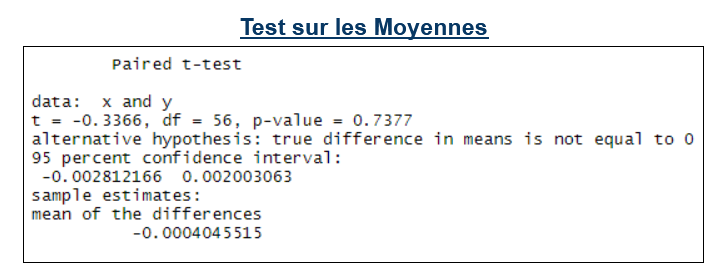 Test sur les Moyennes
Paired t-test
data:  x and y
t = -0.3366, df = 56, p-value = 0.7377
alternative hypothesis: true difference in means is not equal to 0
95 percent confidence interval:
-0.002812166  0.002003063
sample estimates:
mean of the differences
-0.0004045515